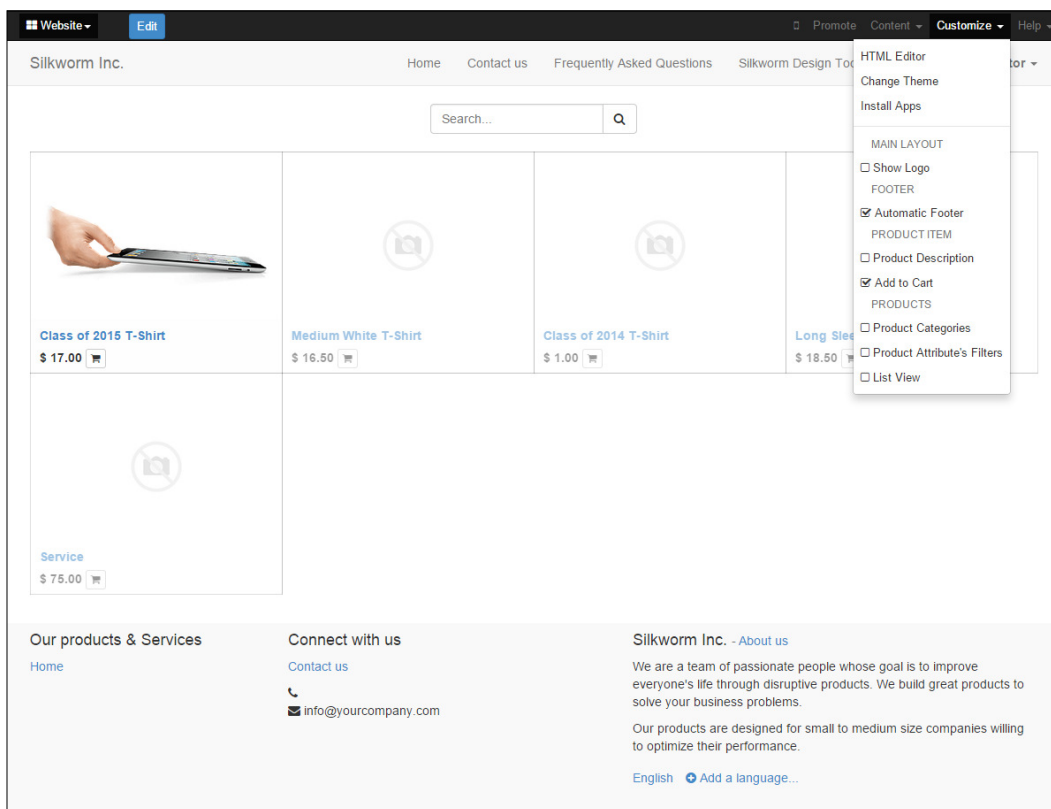 Website
Edit
Promote
Content
Customize
Help
Silkworm Inc.
Home
Contact us
Frequently Asked Questions
Silkworm Design
HTML Editor
Change Theme
Install Apps
MAIN LAYOUT
Show Logo
FOOTER
Automatic Footer
PRODUCT ITEM
Product Description
Add to Cart
PRODUCTS
Product Categories
Product Attribute's Filters
List View
Search...
Class of 2015 T-Shirt
$ 17.00
Medium White T-Shirt
$ 16.50
Class of 2014 T-Shirt
$ 1.00
Long
$ 18.50
Service
$ 75.00
Our products & Services
Home
Connect with us
Contact us
info@yourcompany.com
Silkworm Inc. - About us
We are a team of passionate people whose goal is to improve
everyone's life through disruptive products. We build great products to
solve your business problems.
Our products are designed for small to medium size companies willing
to optimize their performance.
English Add a language...